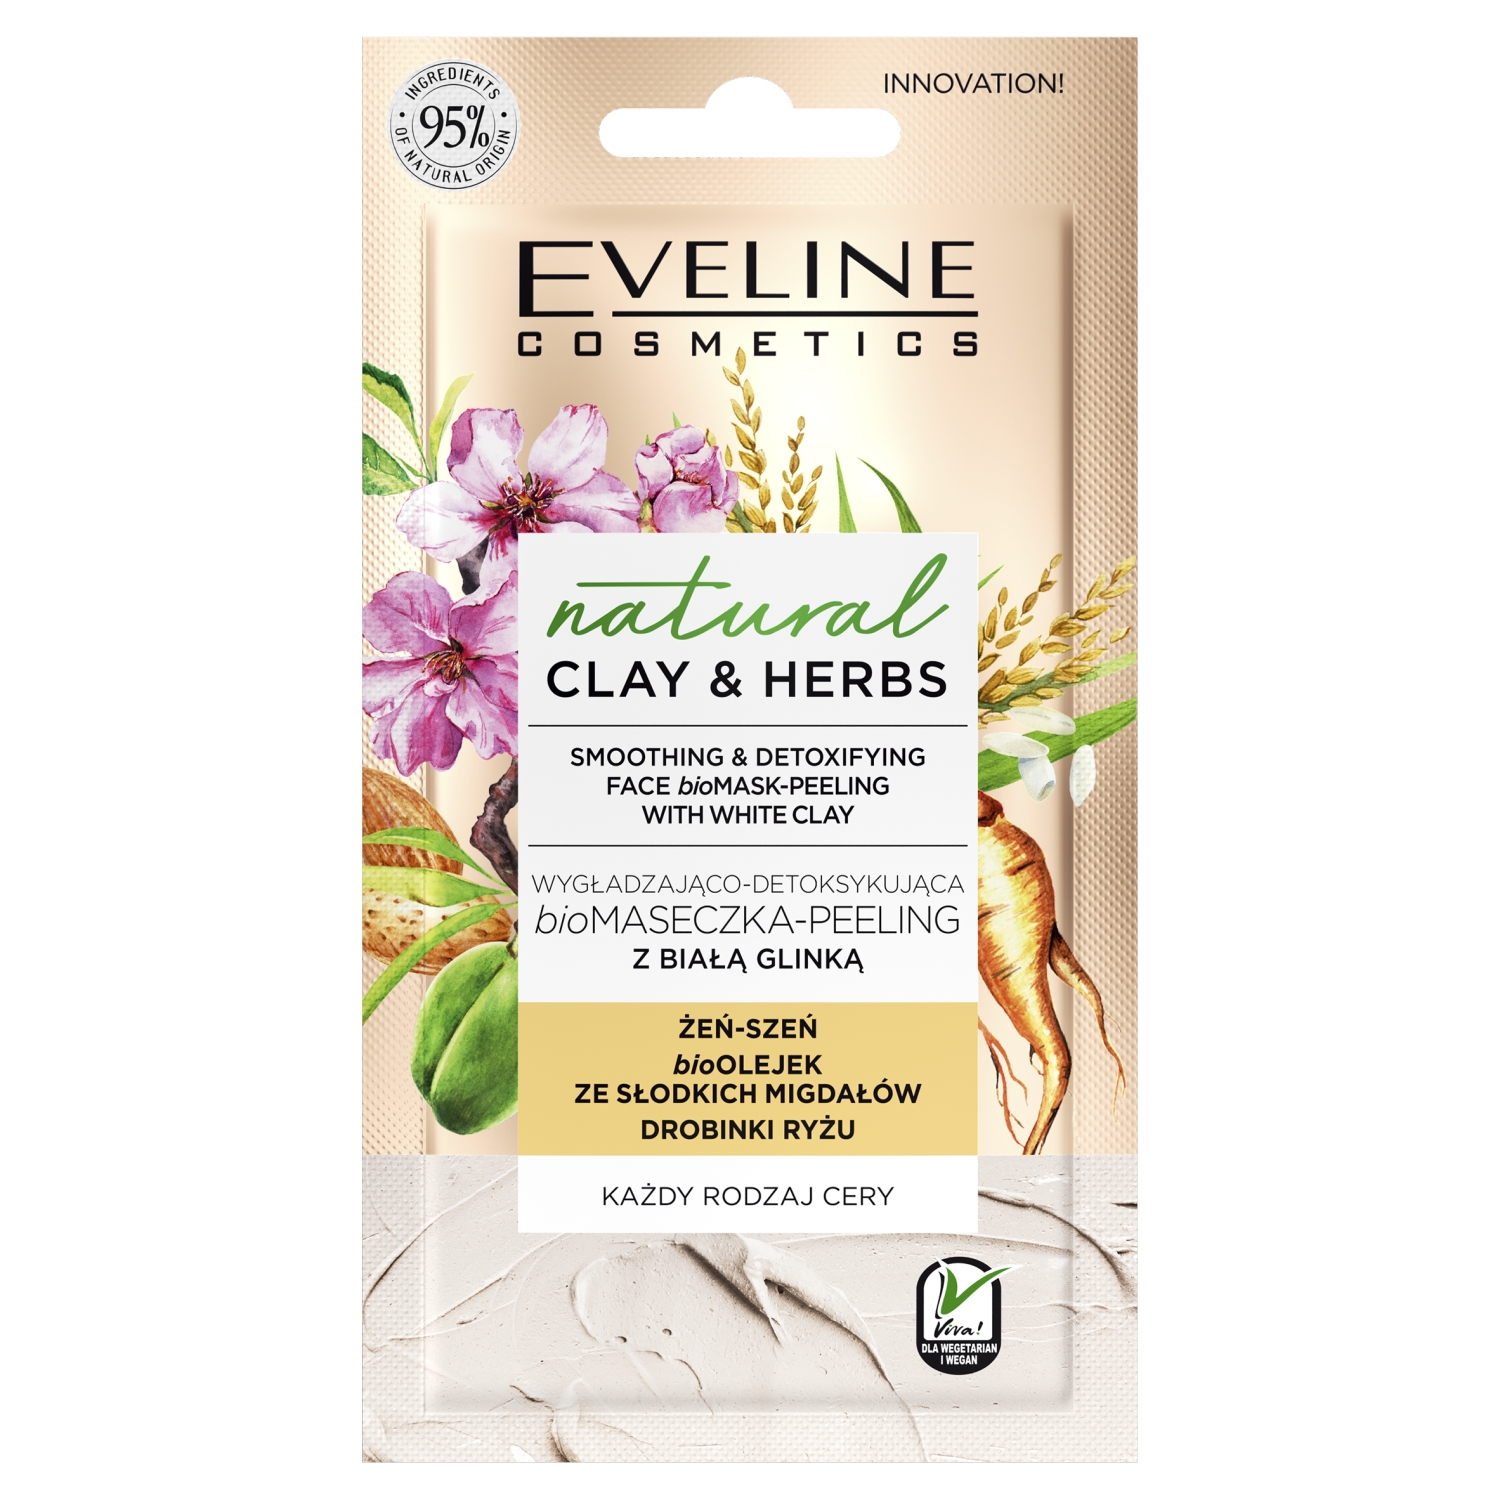 INGREDIENTS
95%
OF NATURAL ORIGIN
INNOVATION!
EVELINE
COSMETICS
natural
CLAY & HERBS
SMOOTHING & DETOXIFYING
FACE bioMASK-PEELING
WITH WHITE CLAY
WYGŁADZAJĄCO-DETOKSYKUJĄCA
bioMASECZKA-PEELING
Z BIAŁĄ GLINKĄ
ŻEŃ-SZEŃ
bioOLEJEK
ZE SŁODKICH MIGDAŁÓW
DROBINKI RYŻU
KAŻDY RODZAJ CERY
Viva!
DLA WEGETARIAN
I WEGAN